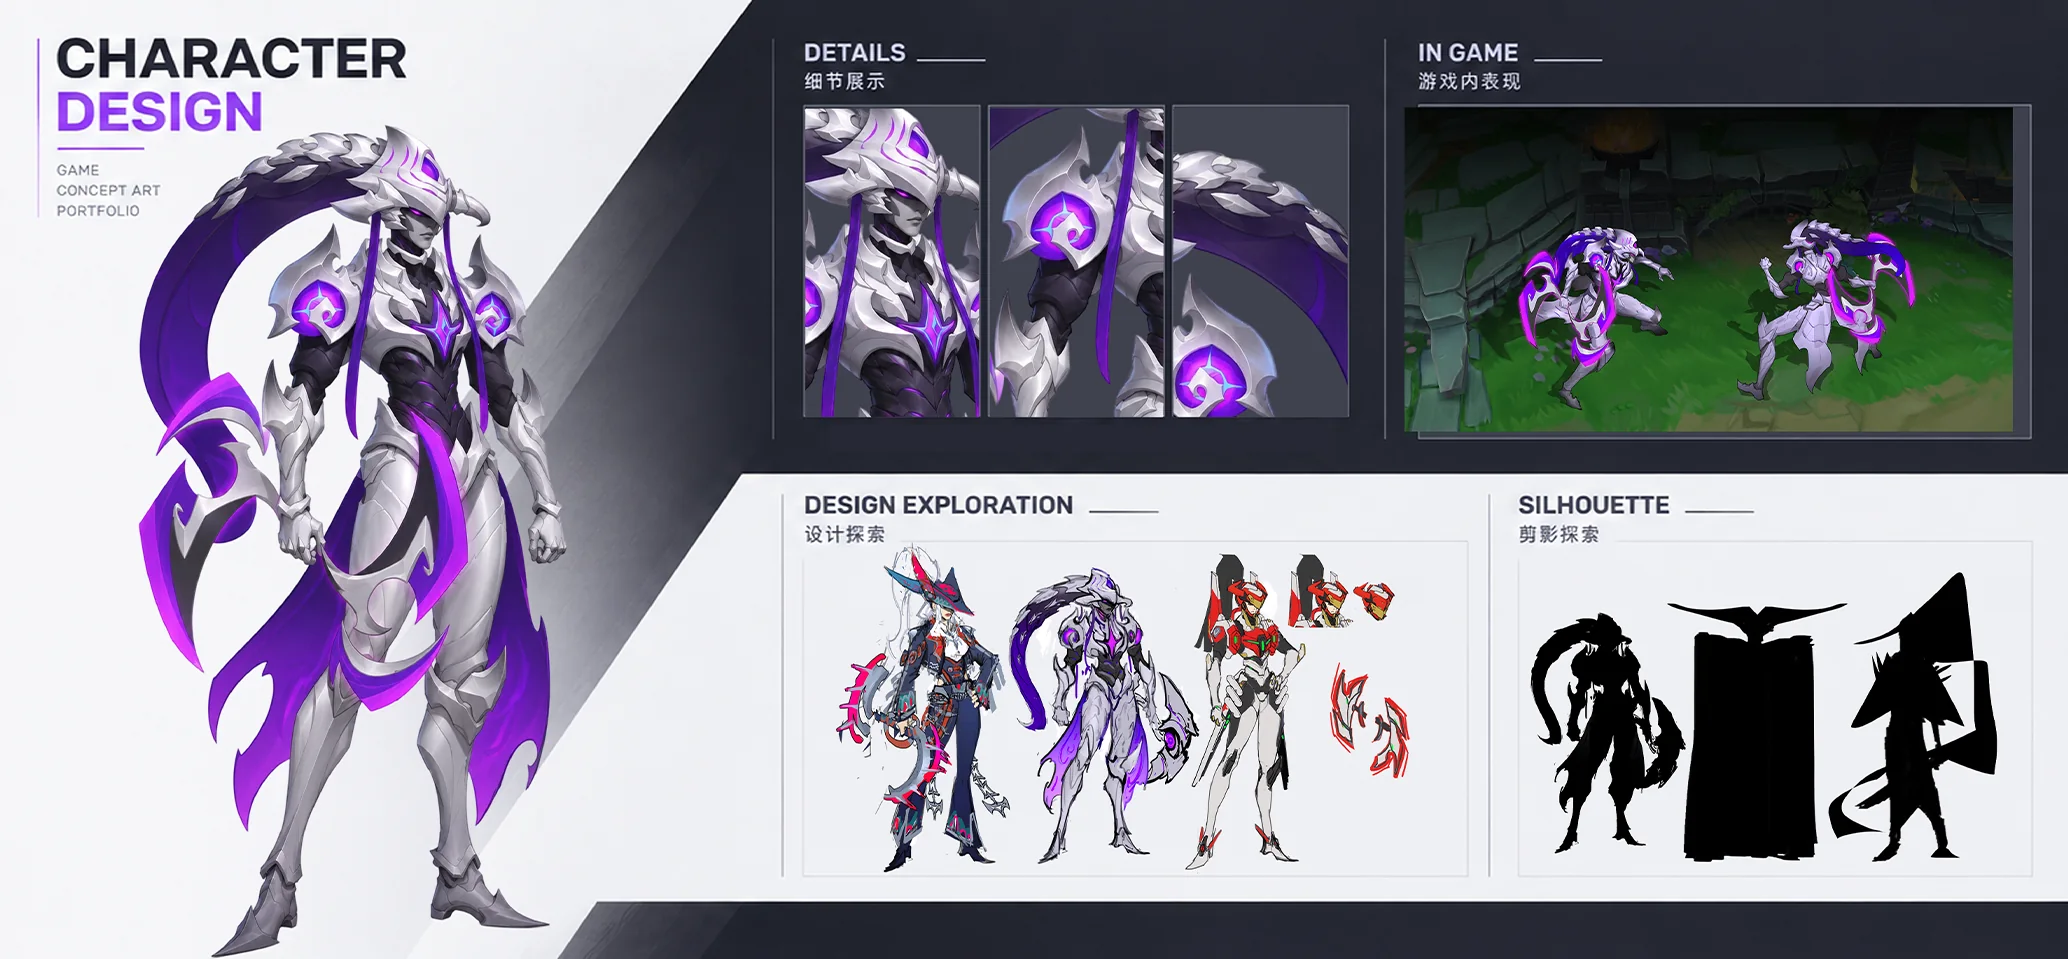 CHARACTER
DESIGN
GAME
CONCEPT ART
PORTFOLIO
DETAILS
细节展示
IN GAME
游戏内表现
DESIGN EXPLORATION
设计探索
SILHOUETTE
剪影探索